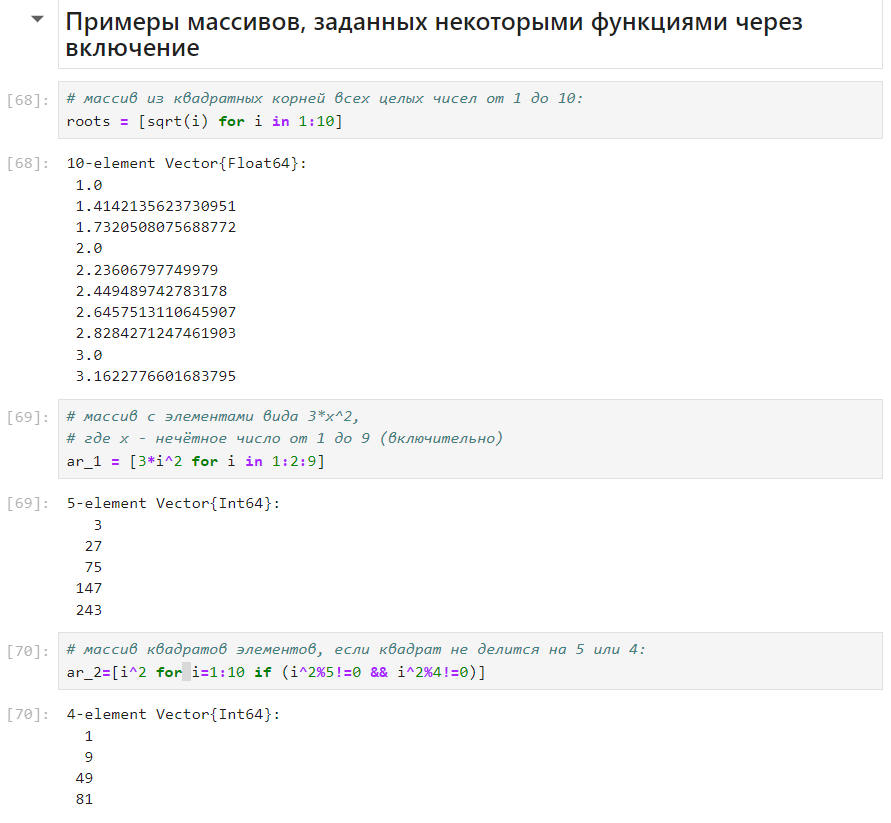 Примеры массивов, заданных некоторыми функциями через
включение
[68]: # массив из квадратных корней всех целых чисел от 1 до 10:
roots = [sqrt(i) for i in 1:10]
[68]: 10-element Vector{Float64}:
1.0
1.4142135623730951
1.7320508075688772
2.0
2.23606797749979
2.449489742783178
2.6457513110645907
2.8284271247461903
3.0
3.1622776601683795
[69]: # массив с элементами вида 3*x^2,
# где x - нечётное число от 1 до 9 (включительно)
ar_1 = [3*i^2 for i in 1:2:9]
[69]: 5-element Vector{Int64}:
3
27
75
147
243
[70]: # массив квадратов элементов, если квадрат не делится на 5 или 4:
ar_2=[i^2 for i=1:10 if (i^2%5!=0 && i^2%4!=0)]
[70]: 4-element Vector{Int64}:
1
9
49
81